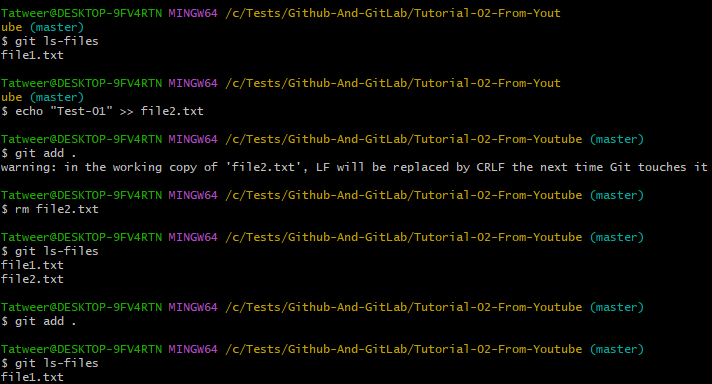 Tatweer@DESKTOP-9FV4RTN MINGW64 /c/Tests/Github-And-GitLab/Tutorial-02-From-Yout
ube (master)
$ git ls-files
file1.txt
Tatweer@DESKTOP-9FV4RTN MINGW64 /c/Tests/Github-And-GitLab/Tutorial-02-From-Yout
ube (master)
$ echo "Test-01" >> file2.txt
Tatweer@DESKTOP-9FV4RTN MINGW64 /c/Tests/Github-And-GitLab/Tutorial-02-From-Youtube (master)
$ git add .
warning: in the working copy of 'file2.txt', LF will be replaced by CRLF the next time Git touches it
Tatweer@DESKTOP-9FV4RTN MINGW64 /c/Tests/Github-And-GitLab/Tutorial-02-From-Youtube (master)
$ rm file2.txt
Tatweer@DESKTOP-9FV4RTN MINGW64 /c/Tests/Github-And-GitLab/Tutorial-02-From-Youtube (master)
$ git ls-files
file1.txt
file2.txt
Tatweer@DESKTOP-9FV4RTN MINGW64 /c/Tests/Github-And-GitLab/Tutorial-02-From-Youtube (master)
$ git add .
Tatweer@DESKTOP-9FV4RTN MINGW64 /c/Tests/Github-And-GitLab/Tutorial-02-From-Youtube (master)
$ git ls-files
file1.txt